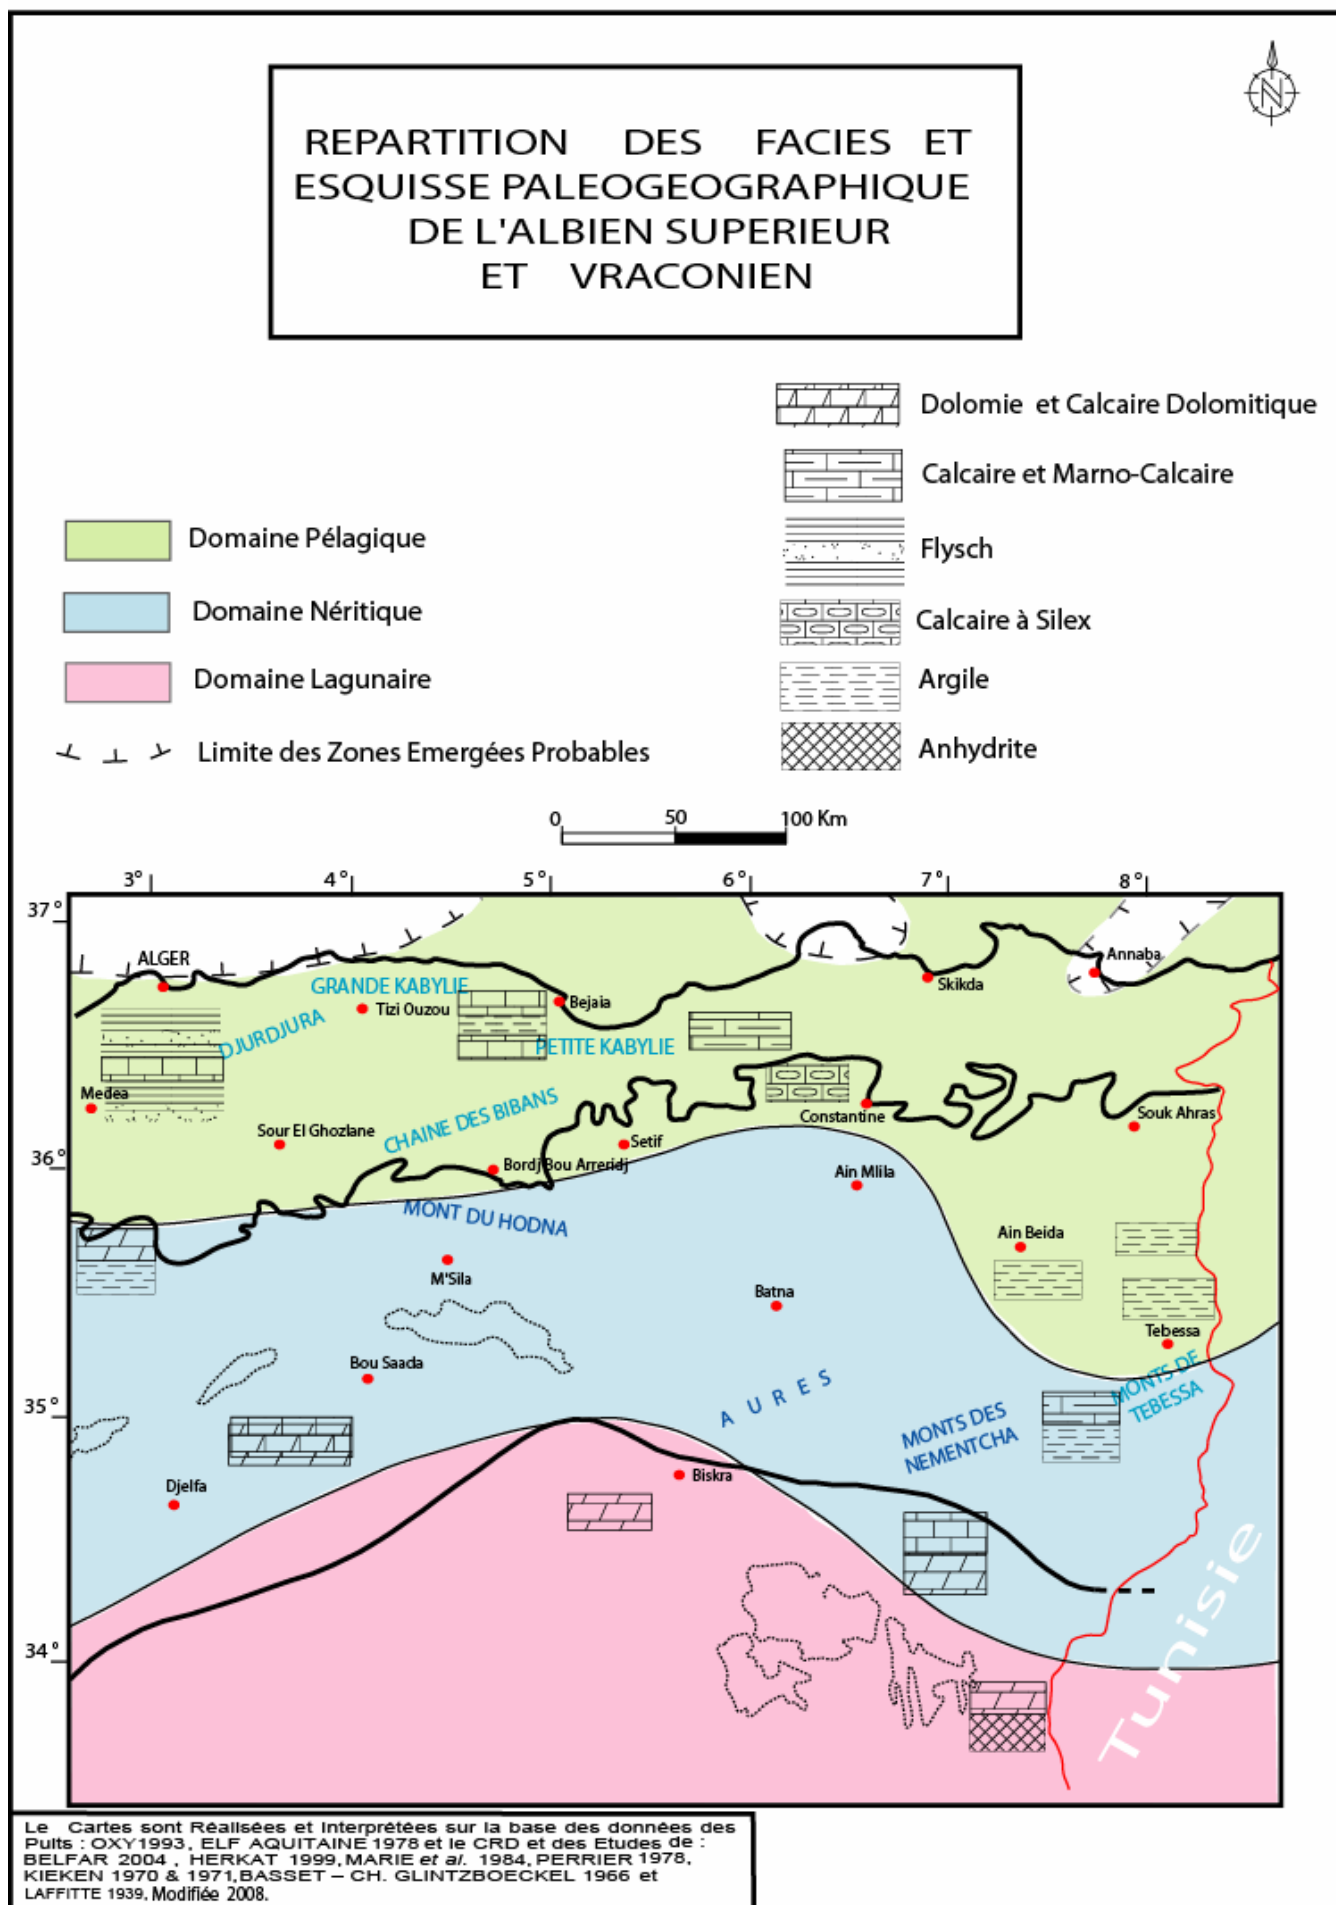 N
REPARTITION DES FACIES ET
ESQUISSE PALEOGEOGRAPHIQUE
DE L'ALBIEN SUPERIEUR
ET VRACONIEN
Dolomie et Calcaire Dolomitique
Calcaire et Marno-Calcaire
Flysch
Calcaire à Silex
Argile
Anhydrite
Domaine Pélagique
Domaine Néritique
Domaine Lagunaire
Limite des Zones Emergées Probables
0 50 100 Km
3° 4° 5° 6° 7° 8°
37°
36°
35°
34°
ALGER
GRANDE KABYLIE
Tizi Ouzou
Bejaia
Skikda
Annaba
DJURDJURA
PETITE KABYLIE
Medea
Sour El Ghozlane
CHAINE DES BIBANS
Setif
Constantine
Souk Ahras
Bordj Bou Arreridj
Ain Mlila
MONT DU HODNA
Ain Beida
M'Sila
Batna
Tebessa
Bou Saada
AURES
MONTS DE
TEBESSA
MONTS DES
NEMENTCHA
Djelfa
Biskra
Tunisie
Le Cartes sont Réalisées et Interprétées sur la base des données des
Puits : OXY1993, ELF AQUITAINE 1978 et le CRD et des Etudes de :
BELFAR 2004 , HERKAT 1999, MARIE et al. 1984, PERRIER 1978,
KIEKEN 1970 & 1971, BASSET – CH. GLINTZBOECKEL 1966 et
LAFFITTE 1939. Modifiée 2008.